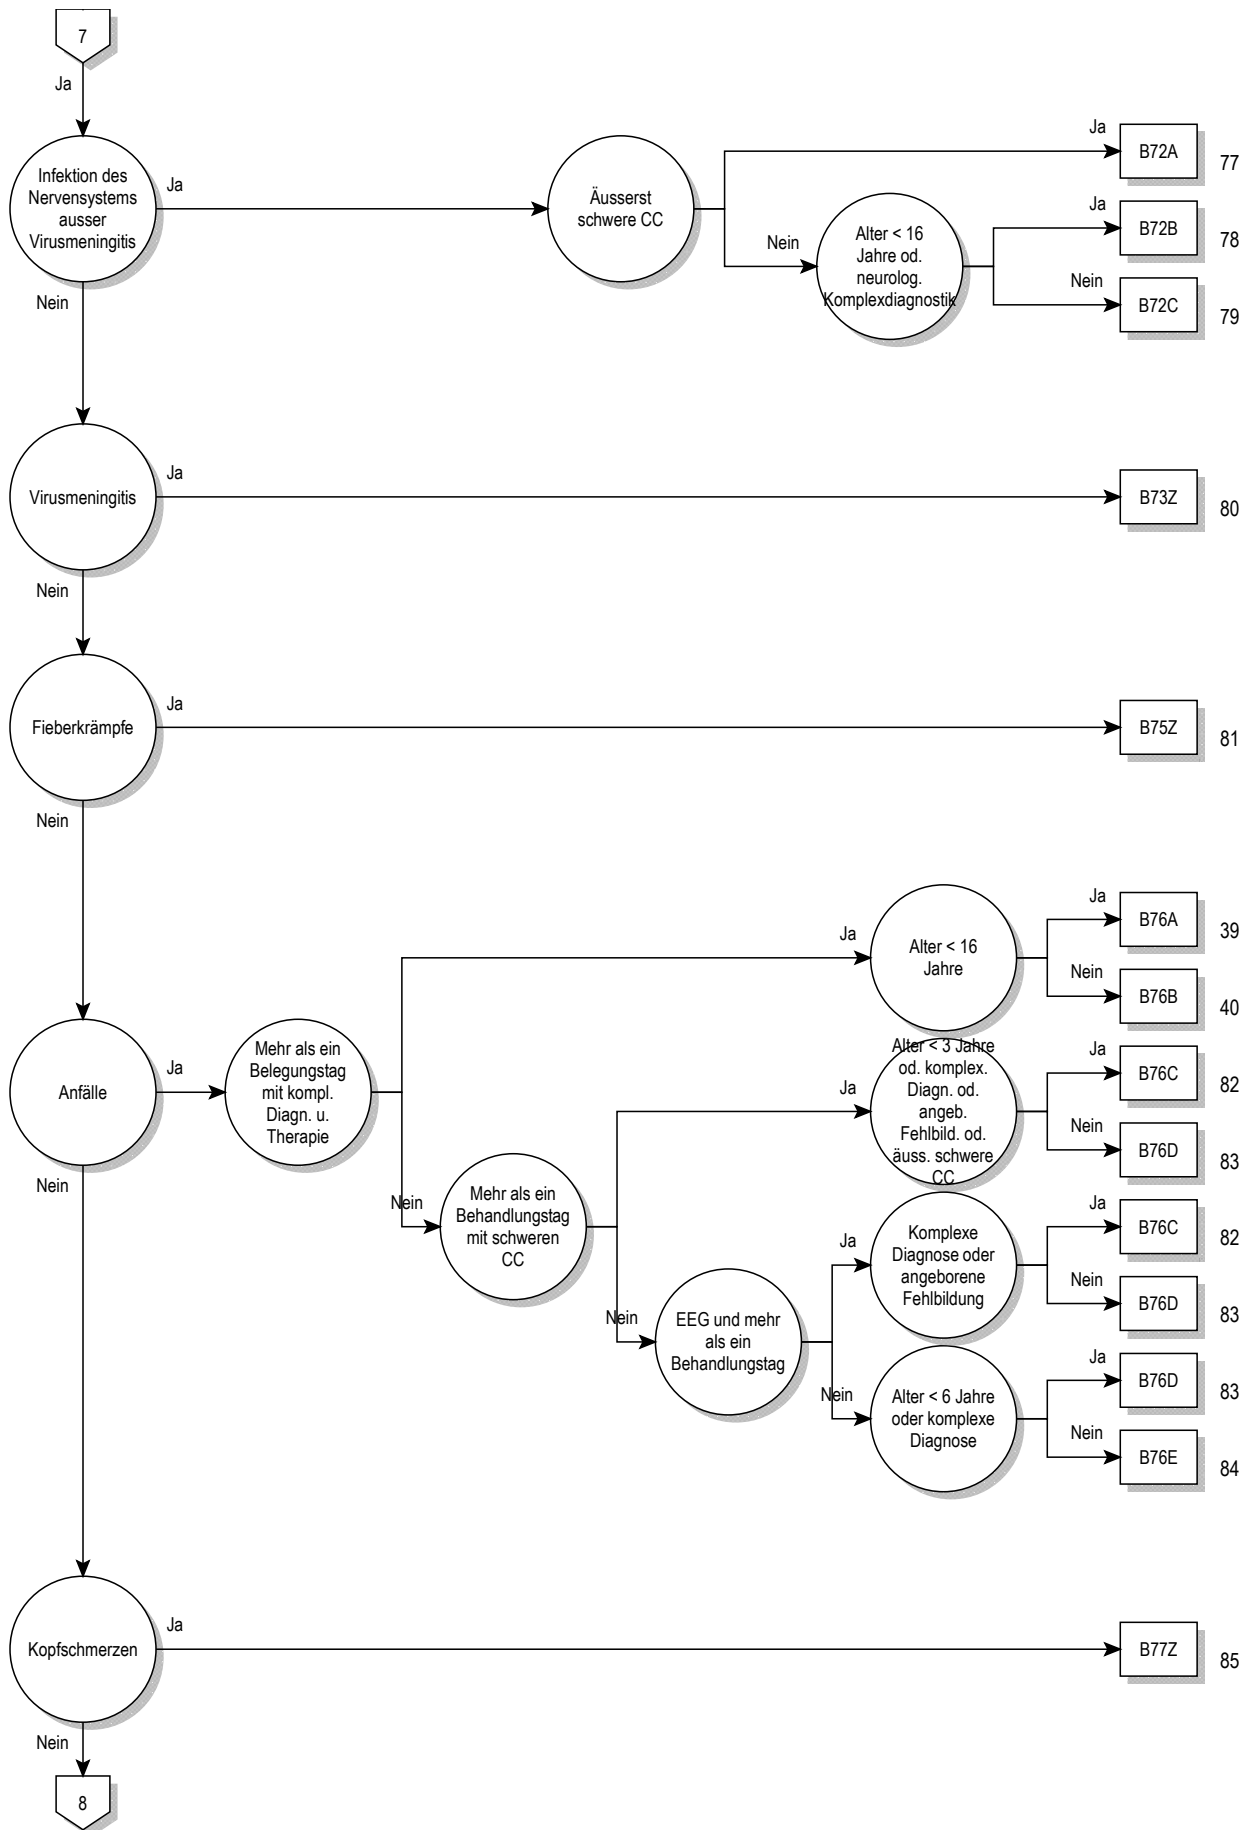 7
Ja
Infektion des
Nervensystems
ausser
Virusmeningitis
Ja
Äusserst
schwere CC
Ja
B72A
77
Nein
Alter < 16
Jahre od.
neurolog.
Komplexdiagnostik
Ja
B72B
78
Nein
B72C
79
Nein
Virusmeningitis
Ja
B73Z
80
Nein
Fieberkrämpfe
Ja
B75Z
81
Nein
Anfälle
Ja
Mehr als ein
Belegungstag
mit kompl.
Diagn. u.
Therapie
Ja
Alter < 16
Jahre
Ja
B76A
39
Nein
B76B
40
Nein
Mehr als ein
Behandlungstag
mit schweren
CC
Ja
Alter < 3 Jahre
od. komplex.
Diagn. od.
angeb.
Fehlbild. od.
äuss. schwere
CC
Ja
B76C
82
Nein
B76D
83
Nein
EEG und mehr
als ein
Behandlungstag
Ja
Komplexe
Diagnose oder
angeborene
Fehlbildung
Ja
B76C
82
Nein
B76D
83
Nein
Alter < 6 Jahre
oder komplexe
Diagnose
Ja
B76D
83
Nein
B76E
84
Nein
Kopfschmerzen
Ja
B77Z
85
Nein
8